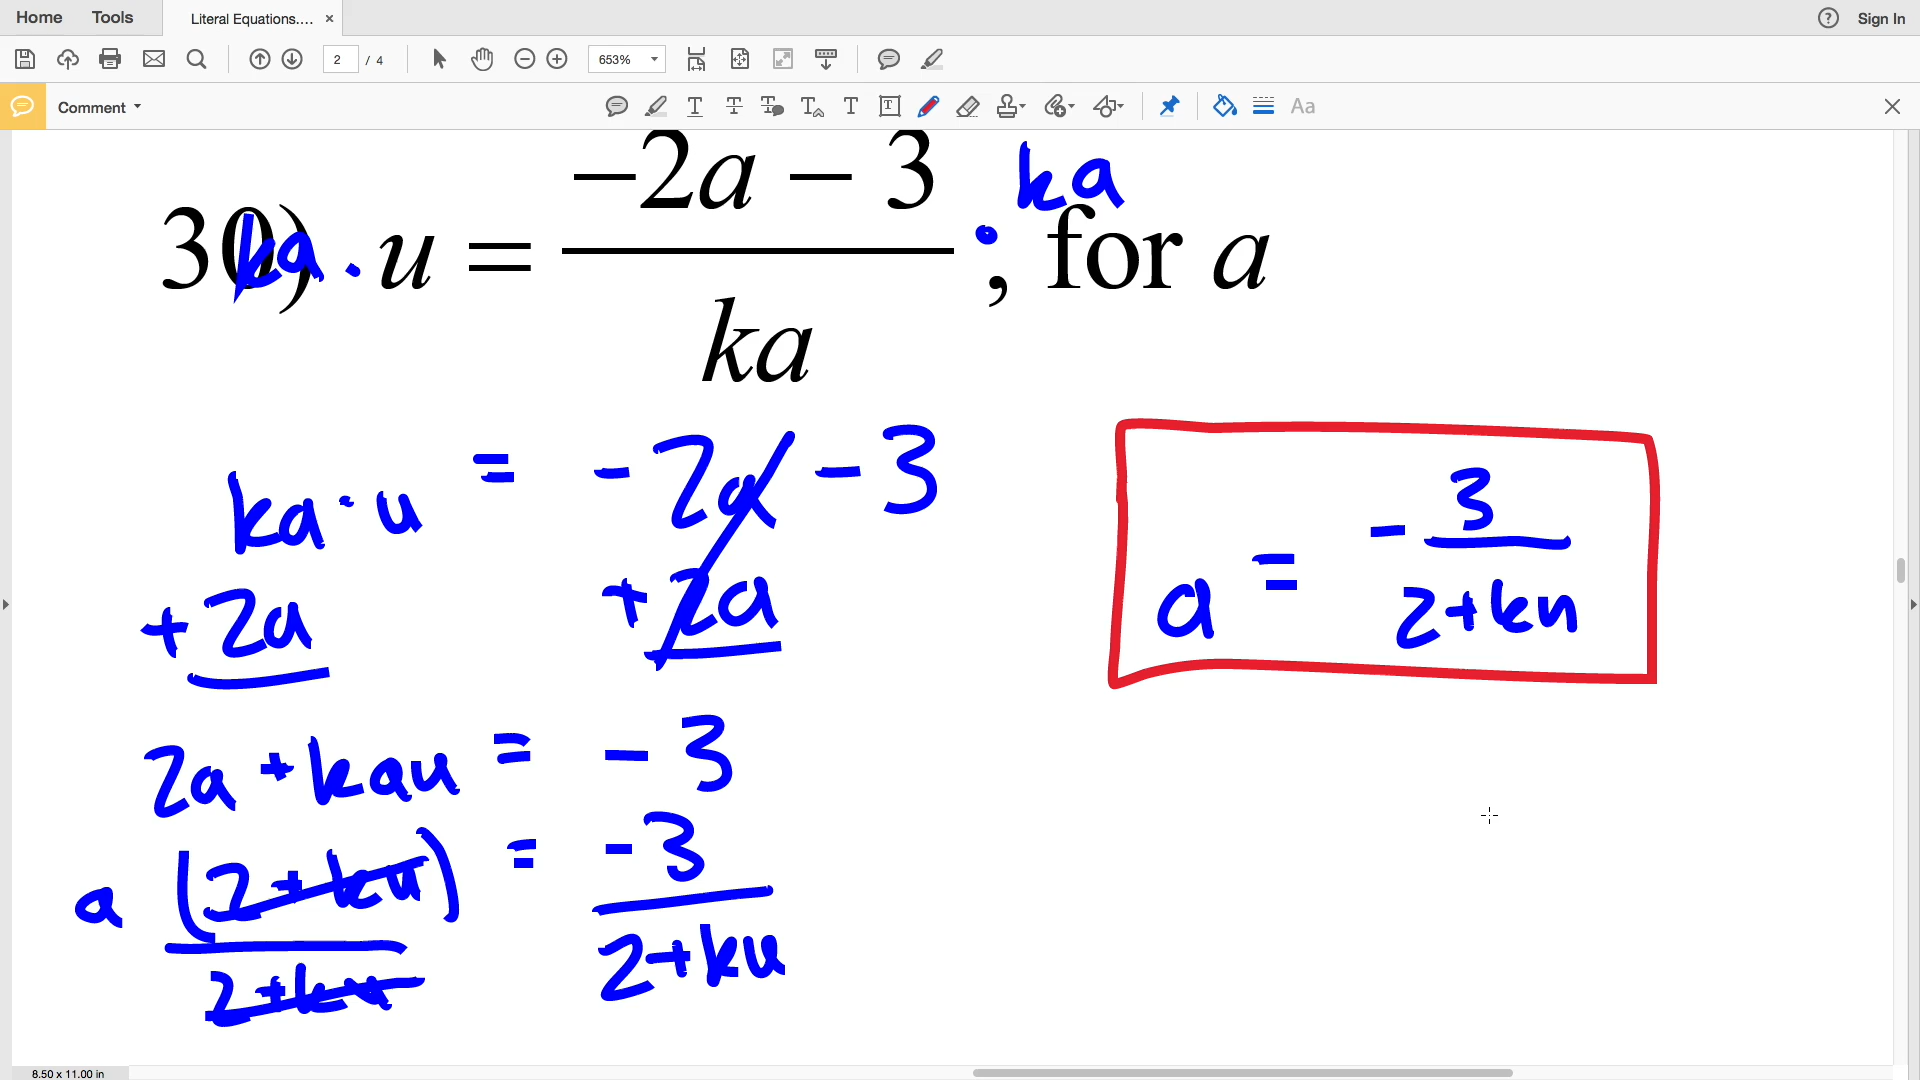 Home Tools Literal Equations.... × ? Sign In
2 / 4 653%
Comment Aa
30) u = (-2a - 3)/(ka) ; for a
ka · · ka
ka · u = -2a - 3
+ 2a + 2a
2a + kau = -3
a (2+ku) / 2+ku = -3 / 2+ku
a = - 3 / 2+kn
8.50 x 11.00 in